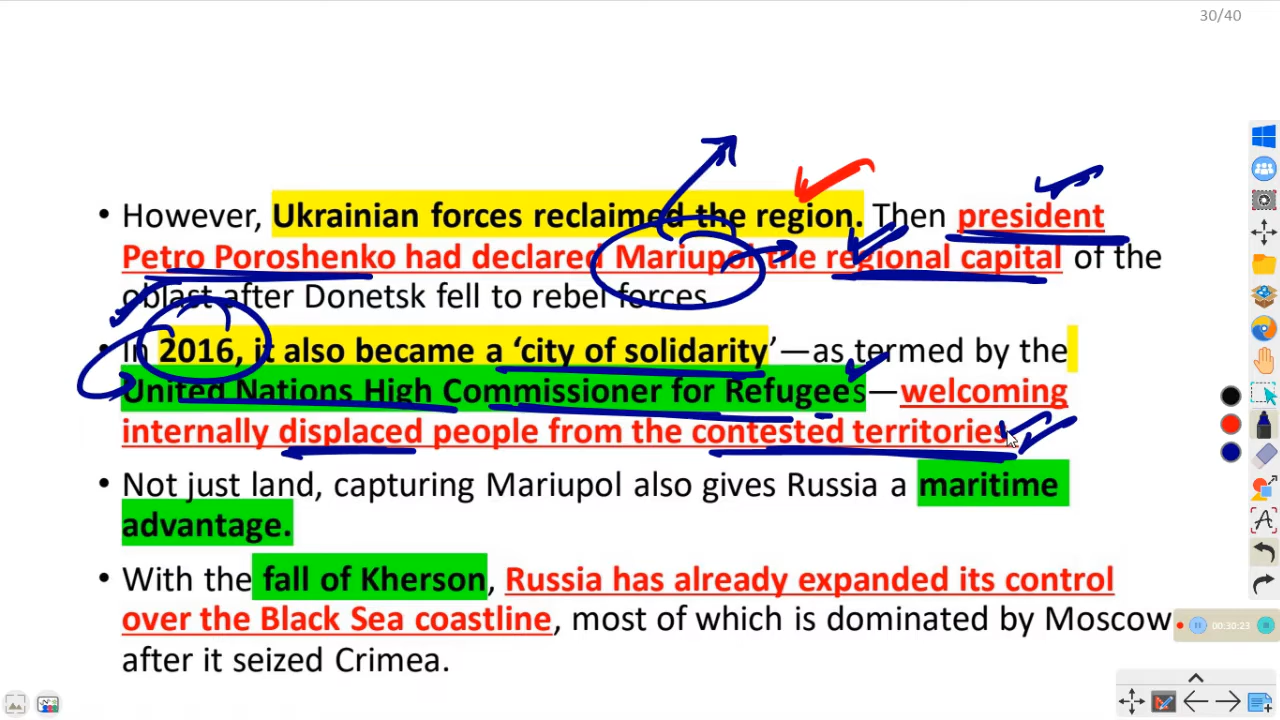 30/40
• However, Ukrainian forces reclaimed the region. Then president
Petro Poroshenko had declared Mariupol the regional capital of the
oblast after Donetsk fell to rebel forces.
• In 2016, it also became a ‘city of solidarity’—as termed by the
United Nations High Commissioner for Refugees—welcoming
internally displaced people from the contested territories.
• Not just land, capturing Mariupol also gives Russia a maritime
advantage.
• With the fall of Kherson, Russia has already expanded its control
over the Black Sea coastline, most of which is dominated by Moscow
after it seized Crimea.
00:30:23